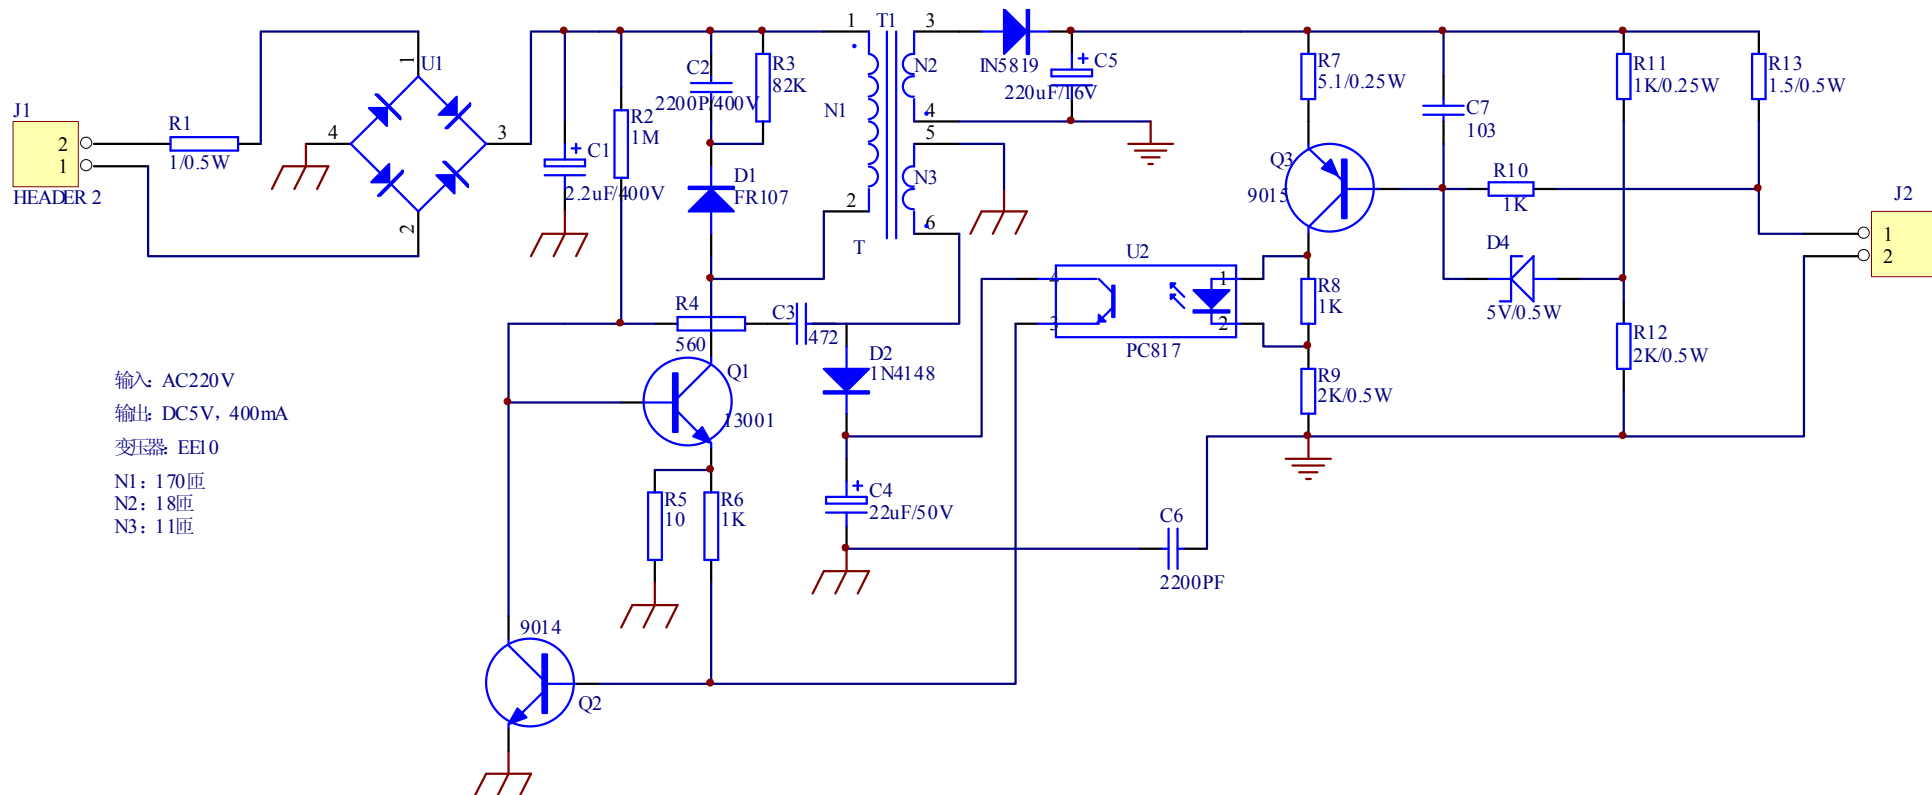 J1
2
1
HEADER 2
R1
1/0.5W
U1
1
2
3
4
C1
2.2uF/400V
R2
1M
C2
2200P/400V
R3
82K
D1
FR107
1
2
T1
T
N1
N2
N3
3
4
5
6
IN5819
C5
220uF/16V
R7
5.1/0.25W
C7
103
R11
1K/0.25W
R13
1.5/0.5W
Q3
9015
R10
1K
D4
5V/0.5W
J2
1
2
U2
4
3
1
2
PC817
R8
1K
R12
2K/0.5W
R9
2K/0.5W
R4
560
C3
472
D2
1N4148
Q1
13001
输入: AC220V
输出: DC5V, 400mA
变压器: EE10
N1: 170匝
N2: 18匝
N3: 11匝
R5
10
R6
1K
C4
22uF/50V
C6
2200PF
9014
Q2